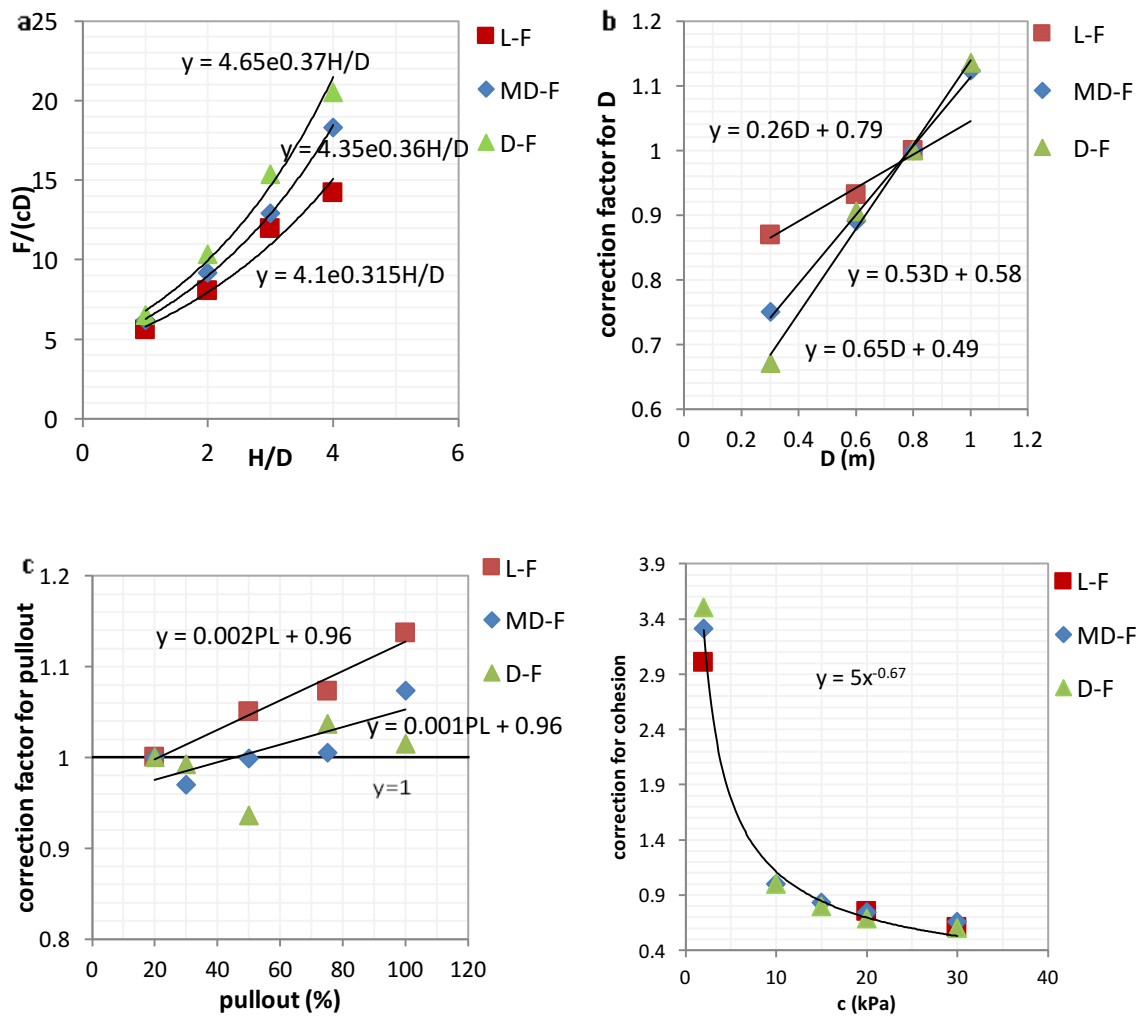 a
25
20
15
10
5
0
0
2
4
6
F/(cD)
H/D
y = 4.65e0.37H/D
y = 4.35e0.36H/D
y = 4.1e0.315H/D
L-F
MD-F
D-F
b
1.2
1.1
1
0.9
0.8
0.7
0.6
0
0.2
0.4
0.6
0.8
1
1.2
correction factor for D
D (m)
y = 0.26D + 0.79
y = 0.53D + 0.58
y = 0.65D + 0.49
L-F
MD-F
D-F
c
1.2
1.1
1
0.9
0.8
0
20
40
60
80
100
120
correction factor for pullout
pullout (%)
y = 0.002PL + 0.96
y = 0.001PL + 0.96
y=1
L-F
MD-F
D-F
3.9
3.4
2.9
2.4
1.9
1.4
0.9
0.4
0
10
20
30
40
correction for cohesion
c (kPa)
y = 5x-0.67
L-F
MD-F
D-F